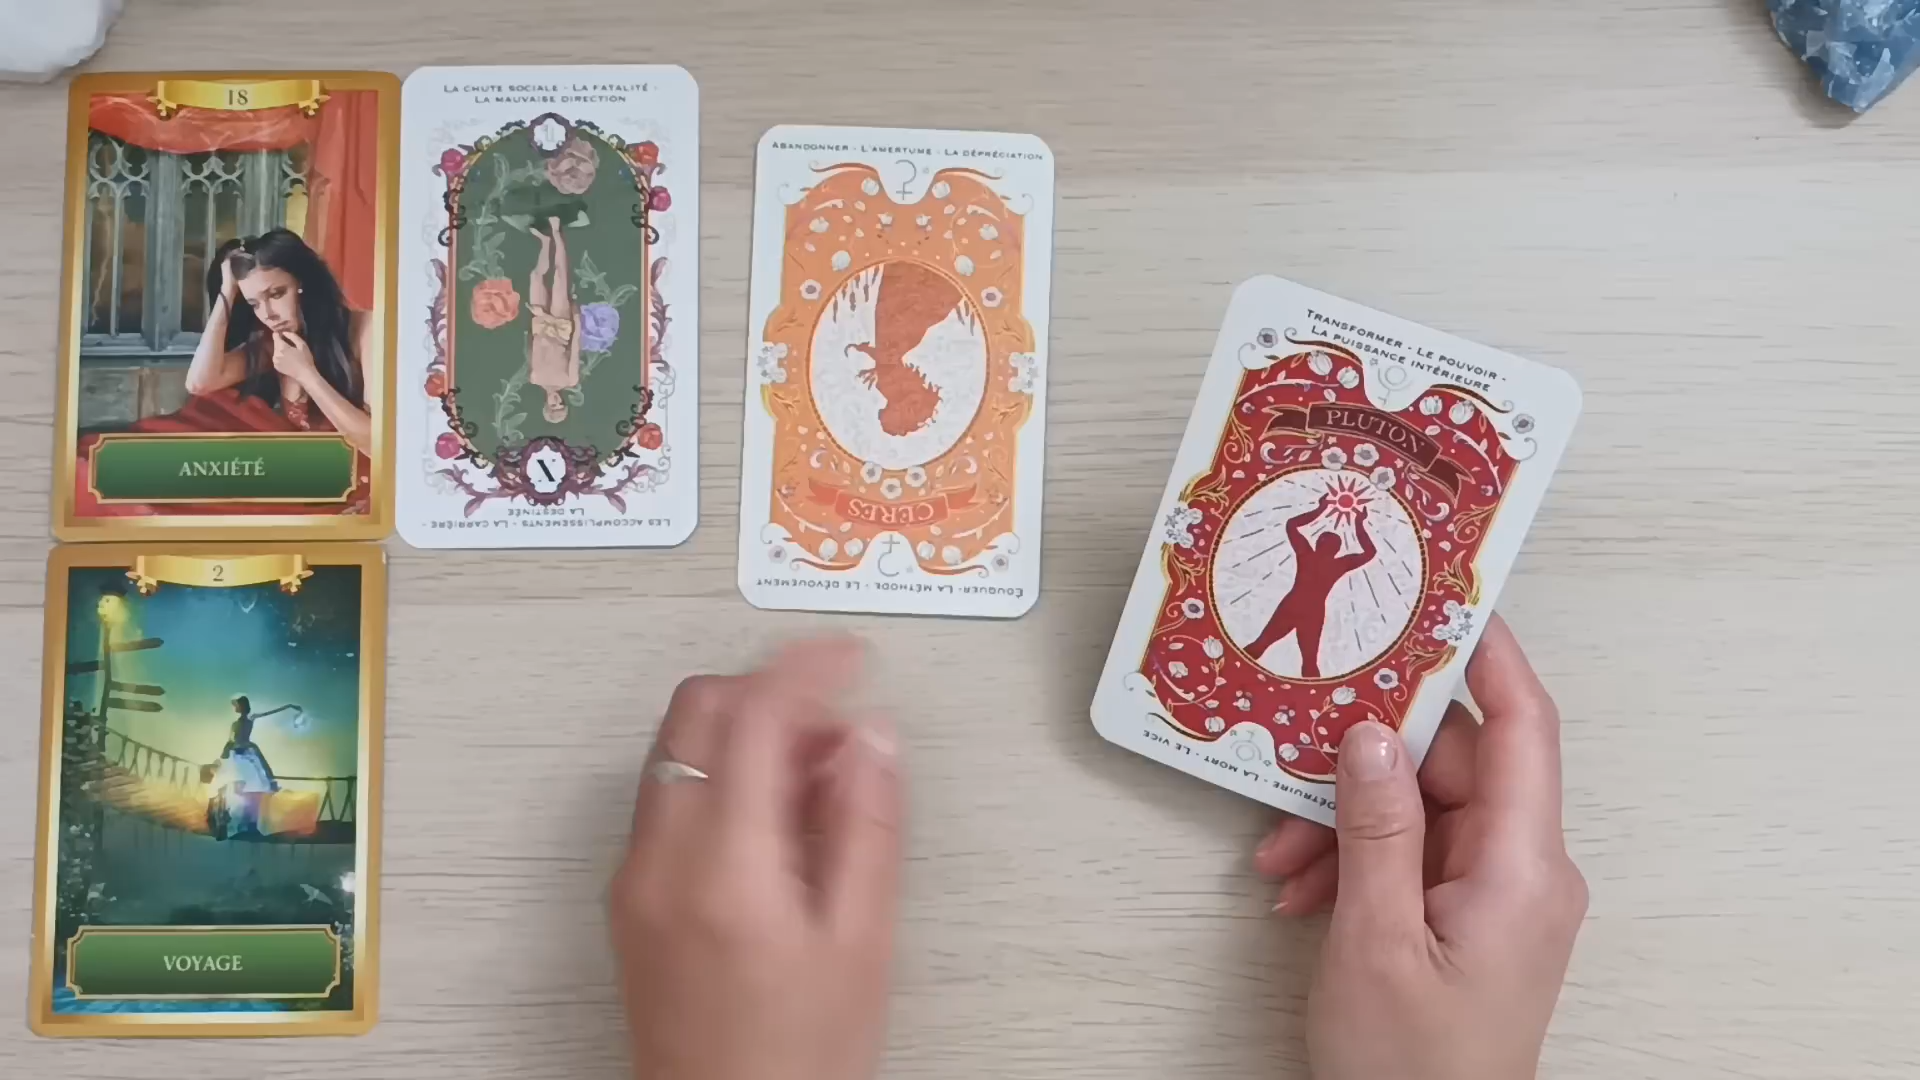 18
ANXIÉTÉ
2
VOYAGE
LA CHUTE SOCIALE - LA FATALITÉ -
LA MAUVAISE DIRECTION
X
LES ACCOMPLISSEMENTS - LA CARRIÈRE -
LA DESTINÉE
ABANDONNER - L'AMERTUME - LA DÉPRÉCIATION
CERES
ÉDUQUER - LA MÉTHODE - LE DÉVOUEMENT
TRANSFORMER - LE POUVOIR -
LA PUISSANCE INTÉRIEURE
PLUTON
DÉTRUIRE - LA MORT - LE VICE